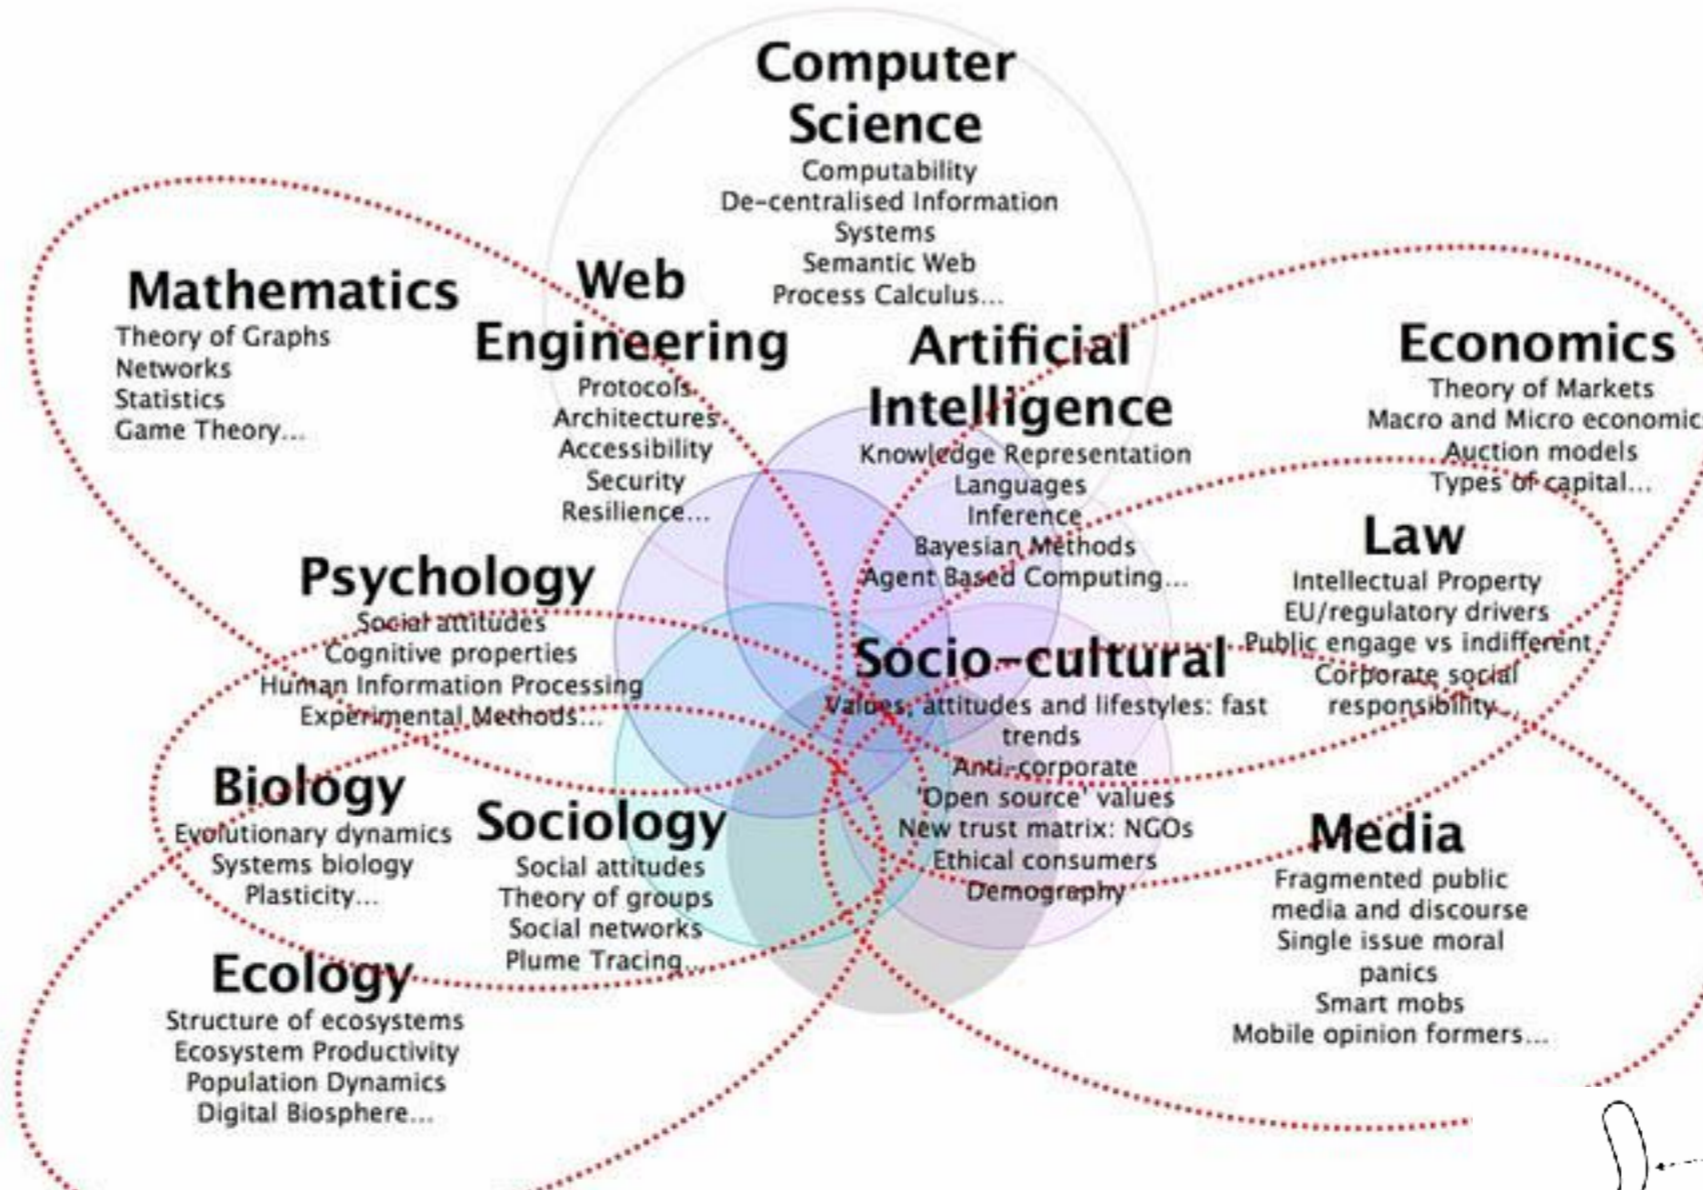 Computer
Science
Computability
De-centralised Information
Systems
Semantic Web
Process Calculus...
Mathematics
Theory of Graphs
Networks
Statistics
Game Theory...
Web
Engineering
Protocols
Architectures
Accessibility
Security
Resilience...
Artificial
Intelligence
Knowledge Representation
Languages
Inference
Bayesian Methods
Agent Based Computing...
Economics
Theory of Markets
Macro and Micro economic
Auction models
Types of capital...
Law
Intellectual Property
EU/regulatory drivers
Public engage vs indifferent
Corporate social
responsibility...
Psychology
Social attitudes
Cognitive properties
Human Information Processing
Experimental Methods...
Socio-cultural
Values, attitudes and lifestyles: fast
trends
Anti-corporate
'Open source' values
New trust matrix: NGOs
Ethical consumers
Demography
Biology
Evolutionary dynamics
Systems biology
Plasticity...
Sociology
Social attitudes
Theory of groups
Social networks
Plume Tracing...
Media
Fragmented public
media and discourse
Single issue moral
panics
Smart mobs
Mobile opinion formers...
Ecology
Structure of ecosystems
Ecosystem Productivity
Population Dynamics
Digital Biosphere...